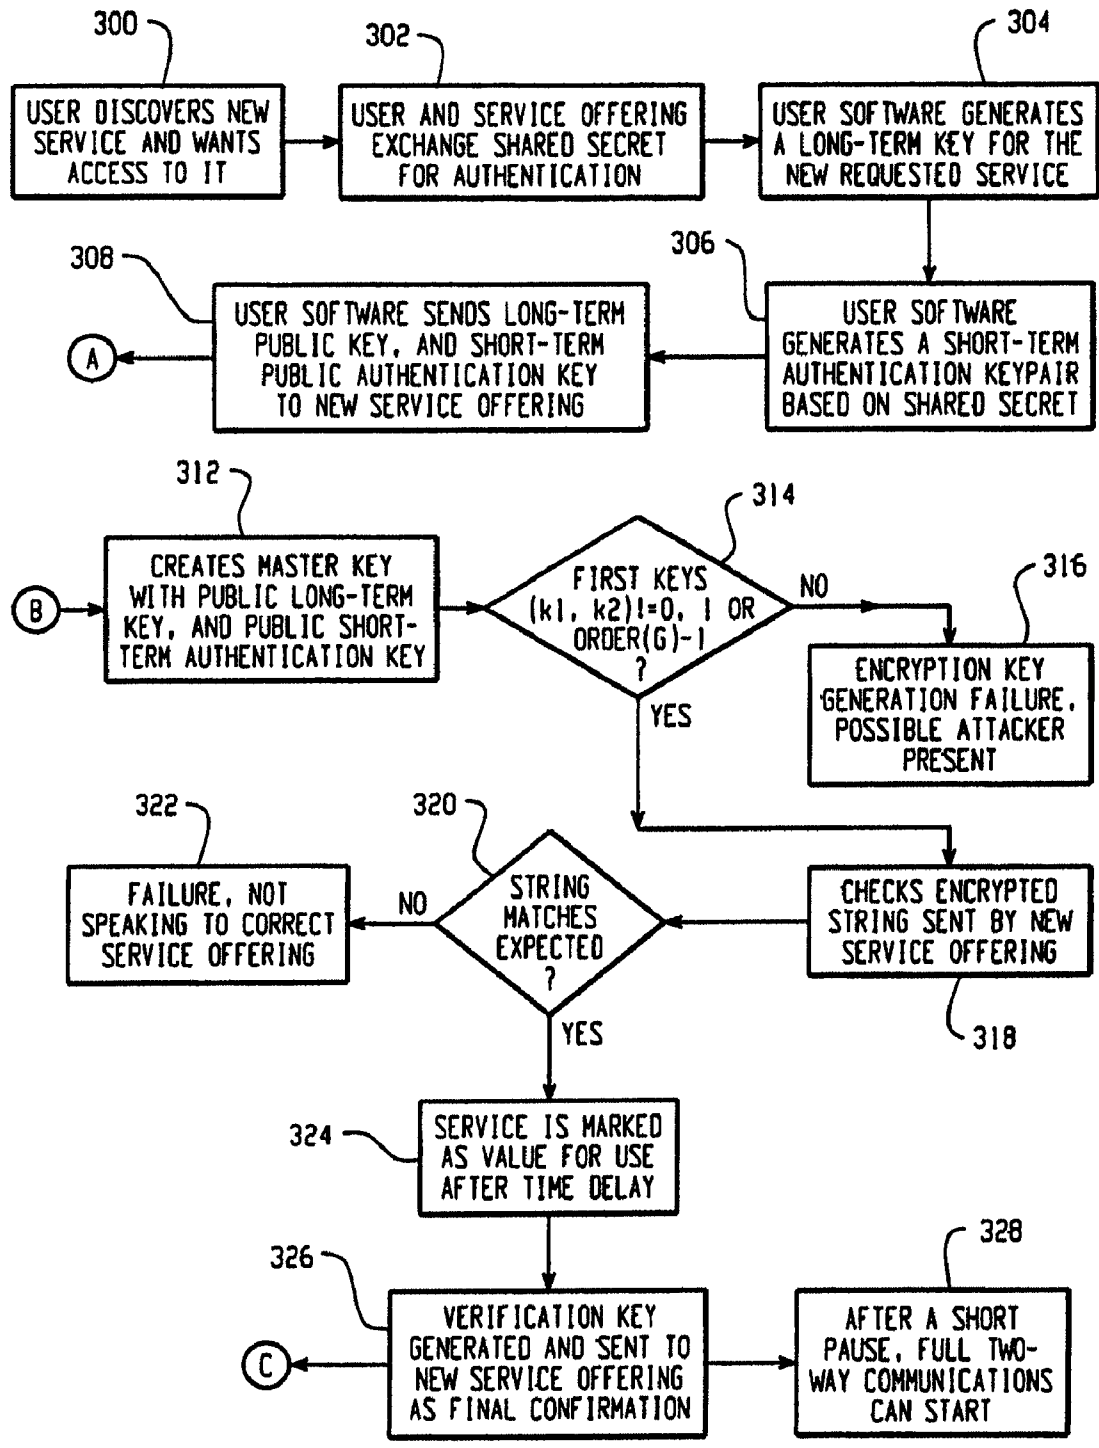 300
302
304
USER DISCOVERS NEW
SERVICE AND WANTS
ACCESS TO IT
USER AND SERVICE OFFERING
EXCHANGE SHARED SECRET
FOR AUTHENTICATION
USER SOFTWARE GENERATES
A LONG-TERM KEY FOR THE
NEW REQUESTED SERVICE
308
306
A
USER SOFTWARE SENDS LONG-TERM
PUBLIC KEY, AND SHORT-TERM
PUBLIC AUTHENTICATION KEY
TO NEW SERVICE OFFERING
USER SOFTWARE
GENERATES A SHORT-TERM
AUTHENTICATION KEYPAIR
BASED ON SHARED SECRET
312
314
316
B
CREATES MASTER KEY
WITH PUBLIC LONG-TERM
KEY, AND PUBLIC SHORT-
TERM AUTHENTICATION KEY
FIRST KEYS
(k1, k2)!=0, 1 OR
ORDER(G)-1
?
NO
YES
ENCRYPTION KEY
GENERATION FAILURE,
POSSIBLE ATTACKER
PRESENT
322
320
FAILURE, NOT
SPEAKING TO CORRECT
SERVICE OFFERING
NO
STRING
MATCHES
EXPECTED
?
YES
CHECKS ENCRYPTED
STRING SENT BY NEW
SERVICE OFFERING
318
324
SERVICE IS MARKED
AS VALUE FOR USE
AFTER TIME DELAY
326
328
C
VERIFICATION KEY
GENERATED AND SENT TO
NEW SERVICE OFFERING
AS FINAL CONFIRMATION
AFTER A SHORT
PAUSE, FULL TWO-
WAY COMMUNICATIONS
CAN START